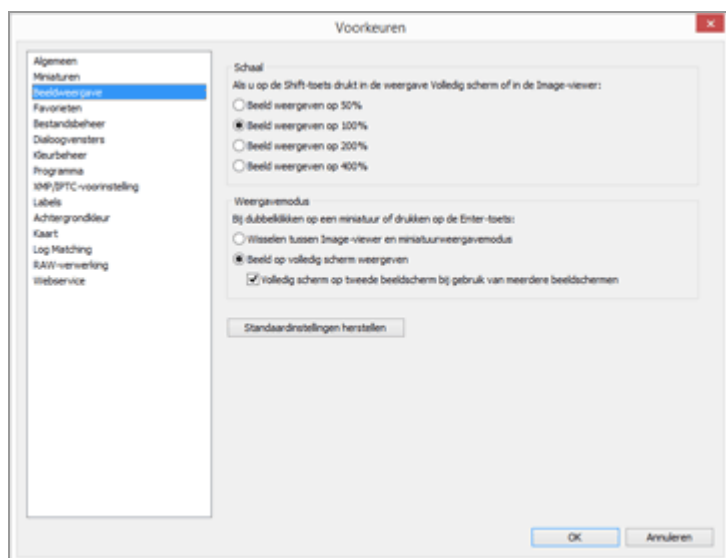 Voorkeuren
Algemeen
Miniaturen
Beeldweergave
Favorieten
Bestandsbeheer
Dialoogvensters
Kleurbeheer
Programma
XMP/IPTC-voorinstelling
Labels
Achtergrondkleur
Kaart
Log Matching
RAW-verwerking
Webservice
Schaal
Als u op de Shift-toets drukt in de weergave Volledig scherm of in de Image-viewer:
Beeld weergeven op 50%
Beeld weergeven op 100%
Beeld weergeven op 200%
Beeld weergeven op 400%
Weergavemodus
Bij dubbelklikken op een miniatuur of drukken op de Enter-toets:
Wisselen tussen Image-viewer en miniatuurweergavemodus
Beeld op volledig scherm weergeven
Volledig scherm op tweede beeldscherm bij gebruik van meerdere beeldschermen
Standaardinstellingen herstellen
OK
Annuleren